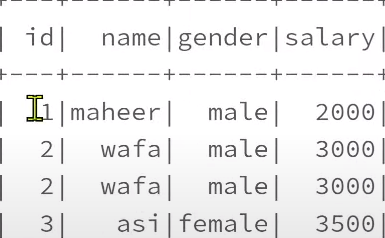 ---+------+------+------+
| id|  name|gender|salary|
+---+------+------+------+
|  1|maheer|  male|  2000|
|  2|  wafa|  male|  3000|
|  2|  wafa|  male|  3000|
|  3|   asi|female|  3500|